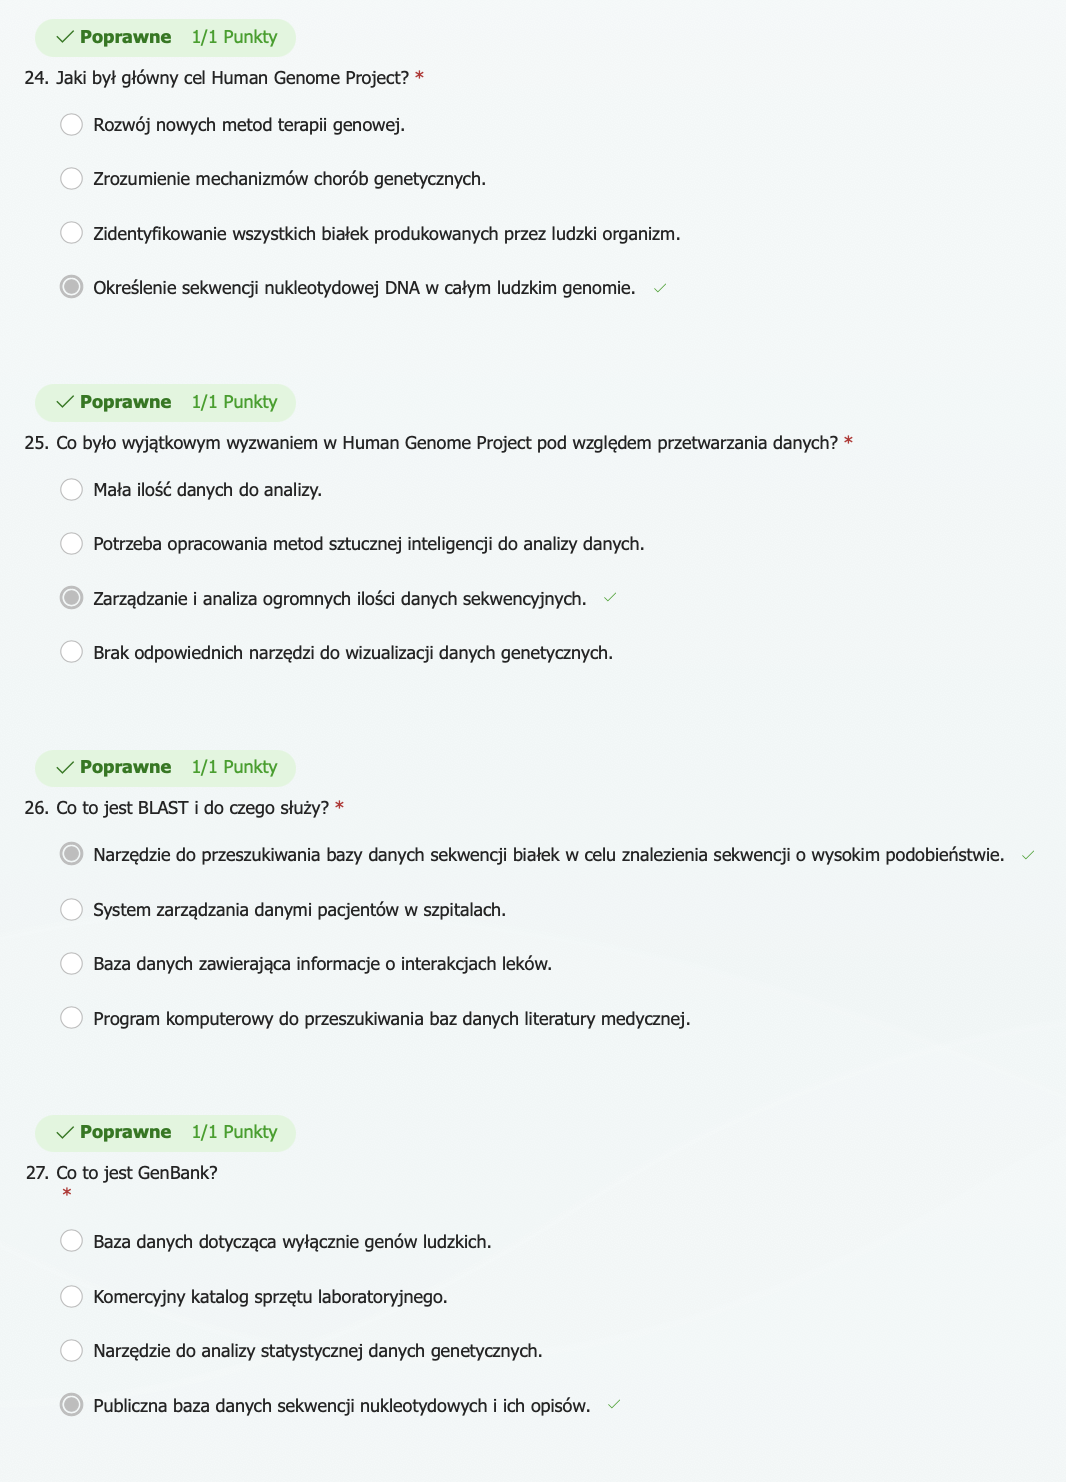 Poprawne 1/1 Punkty
24. Jaki był główny cel Human Genome Project? *
Rozwój nowych metod terapii genowej.
Zrozumienie mechanizmów chorób genetycznych.
Zidentyfikowanie wszystkich białek produkowanych przez ludzki organizm.
Określenie sekwencji nukleotydowej DNA w całym ludzkim genomie.
Poprawne 1/1 Punkty
25. Co było wyjątkowym wyzwaniem w Human Genome Project pod względem przetwarzania danych? *
Mała ilość danych do analizy.
Potrzeba opracowania metod sztucznej inteligencji do analizy danych.
Zarządzanie i analiza ogromnych ilości danych sekwencyjnych.
Brak odpowiednich narzędzi do wizualizacji danych genetycznych.
Poprawne 1/1 Punkty
26. Co to jest BLAST i do czego służy? *
Narzędzie do przeszukiwania bazy danych sekwencji białek w celu znalezienia sekwencji o wysokim podobieństwie.
System zarządzania danymi pacjentów w szpitalach.
Baza danych zawierająca informacje o interakcjach leków.
Program komputerowy do przeszukiwania baz danych literatury medycznej.
Poprawne 1/1 Punkty
27. Co to jest GenBank?
*
Baza danych dotycząca wyłącznie genów ludzkich.
Komercyjny katalog sprzętu laboratoryjnego.
Narzędzie do analizy statystycznej danych genetycznych.
Publiczna baza danych sekwencji nukleotydowych i ich opisów.